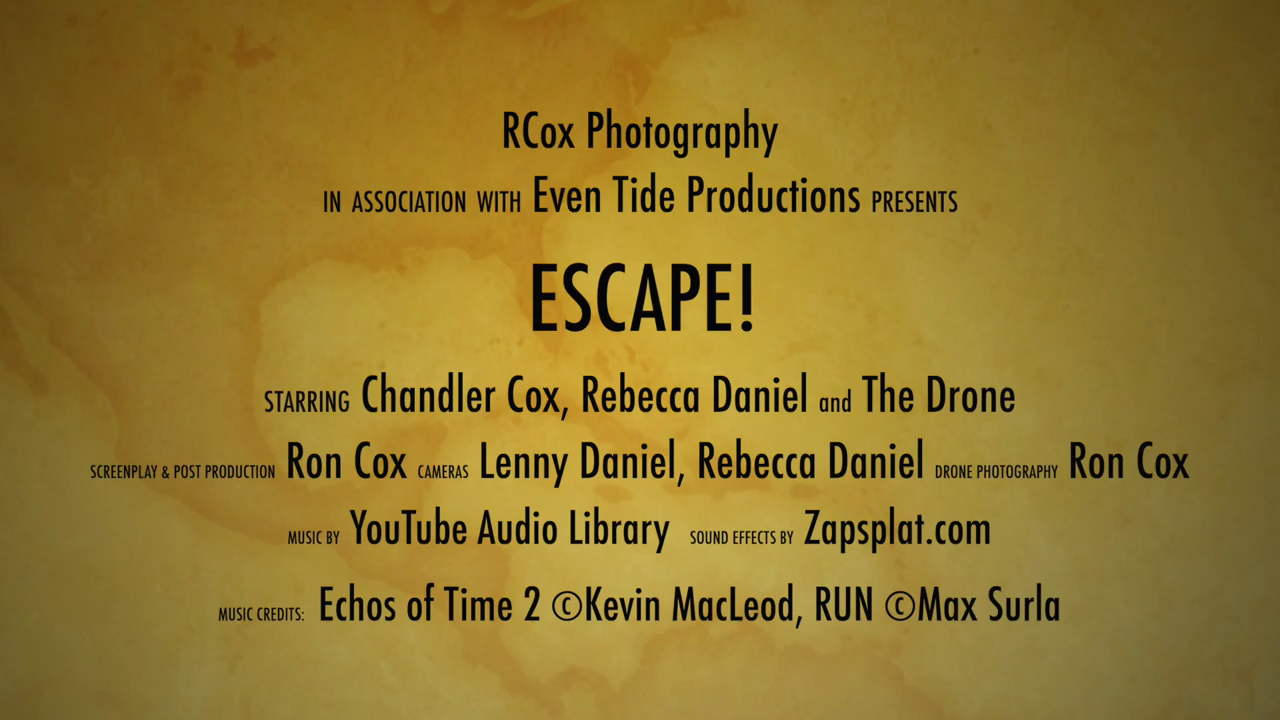 RCox Photography
IN ASSOCIATION WITH Even Tide Productions PRESENTS
ESCAPE!
STARRING Chandler Cox, Rebecca Daniel and The Drone
SCREENPLAY & POST PRODUCTION Ron Cox CAMERAS Lenny Daniel, Rebecca Daniel DRONE PHOTOGRAPHY Ron Cox
MUSIC BY YouTube Audio Library SOUND EFFECTS BY Zapsplat.com
MUSIC CREDITS: Echos of Time 2 ©Kevin MacLeod, RUN ©Max Surla